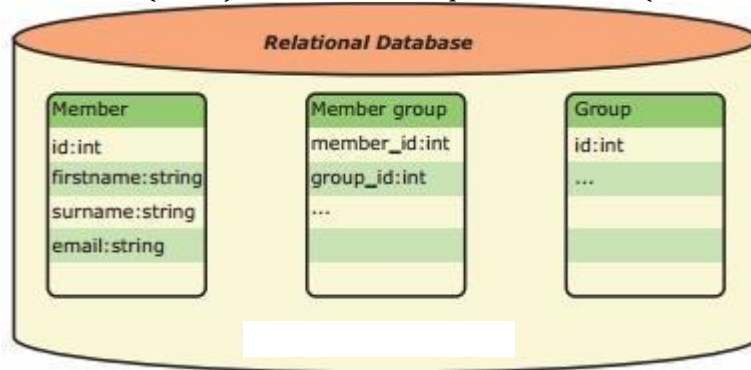 Relational Database
Member
id:int
firstname:string
surname:string
email:string
Member group
member_id:int
group_id:int
...
Group
id:int
...